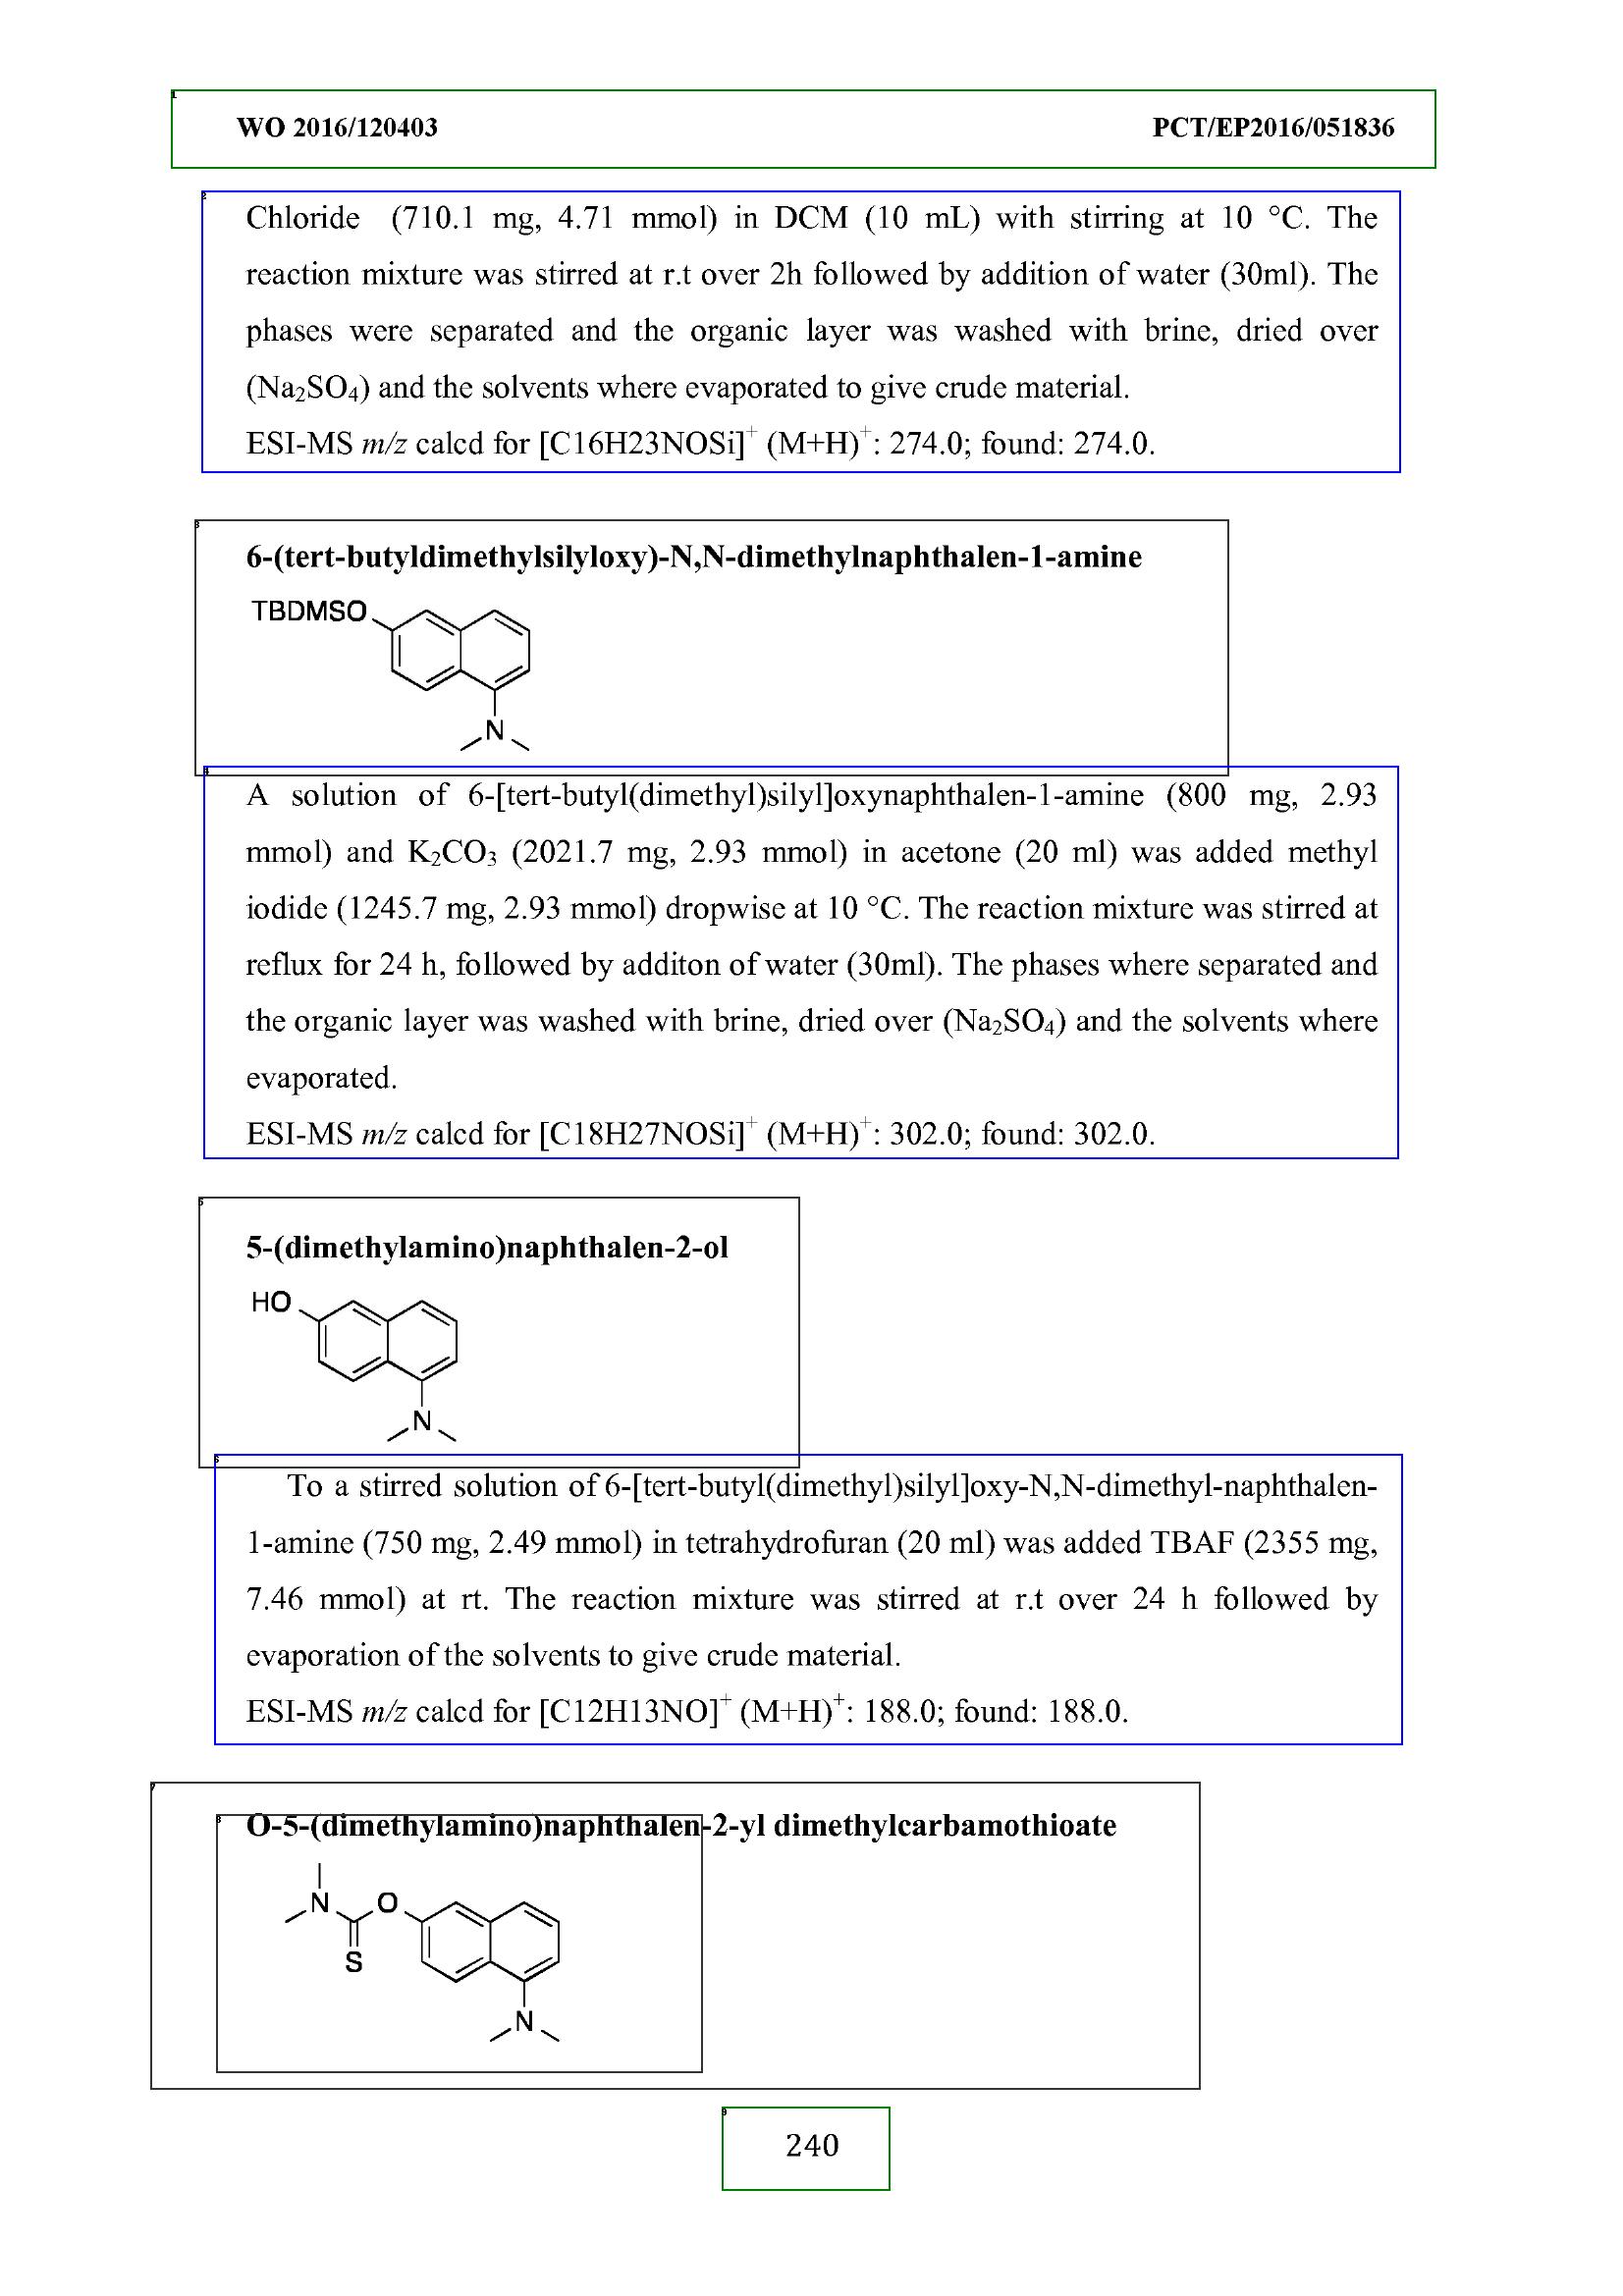 WO 2016/120403 PCT/EP2016/051836
Chloride (710.1 mg, 4.71 mmol) in DCM (10 mL) with stirring at 10 °C. The
reaction mixture was stirred at r.t over 2h followed by addition of water (30ml). The
phases were separated and the organic layer was washed with brine, dried over
(Na₂SO₄) and the solvents where evaporated to give crude material.
ESI-MS m/z calcd for [C16H23NOSi]⁺ (M+H)⁺: 274.0; found: 274.0.
6-(tert-butyldimethylsilyloxy)-N,N-dimethylnaphthalen-1-amine
TBDMSO
N
A solution of 6-[tert-butyl(dimethyl)silyl]oxynaphthalen-1-amine (800 mg, 2.93
mmol) and K₂CO₃ (2021.7 mg, 2.93 mmol) in acetone (20 ml) was added methyl
iodide (1245.7 mg, 2.93 mmol) dropwise at 10 °C. The reaction mixture was stirred at
reflux for 24 h, followed by additon of water (30ml). The phases where separated and
the organic layer was washed with brine, dried over (Na₂SO₄) and the solvents where
evaporated.
ESI-MS m/z calcd for [C18H27NOSi]⁺ (M+H)⁺: 302.0; found: 302.0.
5-(dimethylamino)naphthalen-2-ol
HO
N
To a stirred solution of 6-[tert-butyl(dimethyl)silyl]oxy-N,N-dimethyl-naphthalen-
1-amine (750 mg, 2.49 mmol) in tetrahydrofuran (20 ml) was added TBAF (2355 mg,
7.46 mmol) at rt. The reaction mixture was stirred at r.t over 24 h followed by
evaporation of the solvents to give crude material.
ESI-MS m/z calcd for [C12H13NO]⁺ (M+H)⁺: 188.0; found: 188.0.
O-5-(dimethylamino)naphthalen-2-yl dimethylcarbamothioate
N O
S
N
240